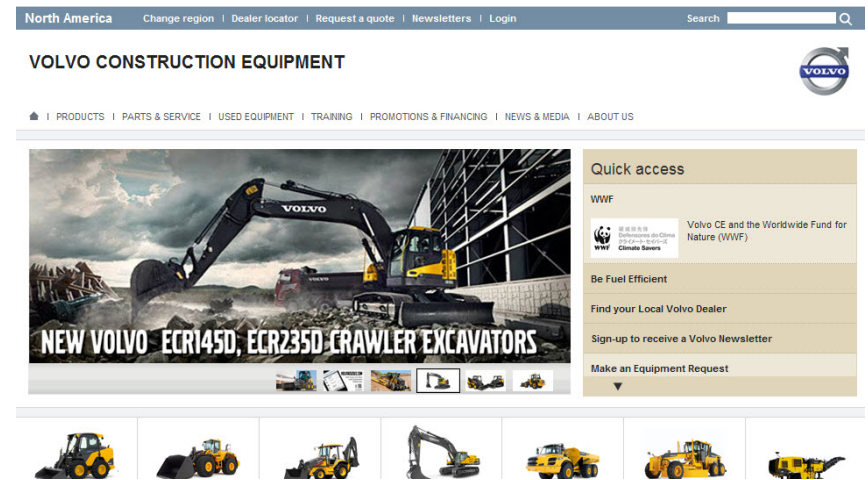 North America
Change region | Dealer locator | Request a quote | Newsletters | Login
Search
VOLVO CONSTRUCTION EQUIPMENT
VOLVO
| PRODUCTS | PARTS & SERVICE | USED EQUIPMENT | TRAINING | PROMOTIONS & FINANCING | NEWS & MEDIA | ABOUT US
VOLVO
NEW VOLVO ECR145D, ECR235D CRAWLER EXCAVATORS
Quick access
WWF
WWF
Defensores do Clima
Climate Savers
Volvo CE and the Worldwide Fund for
Nature (WWF)
Be Fuel Efficient
Find your Local Volvo Dealer
Sign-up to receive a Volvo Newsletter
Make an Equipment Request